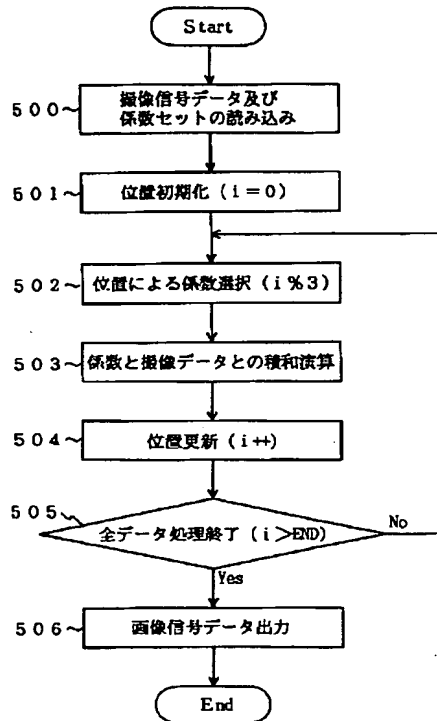 Start
500
撮像信号データ及び
係数セットの読み込み
501
位置初期化 (i=0)
502
位置による係数選択 (i%3)
503
係数と撮像データとの積和演算
504
位置更新 (i++)
505
全データ処理終了 (i>END)
No
Yes
506
画像信号データ出力
End